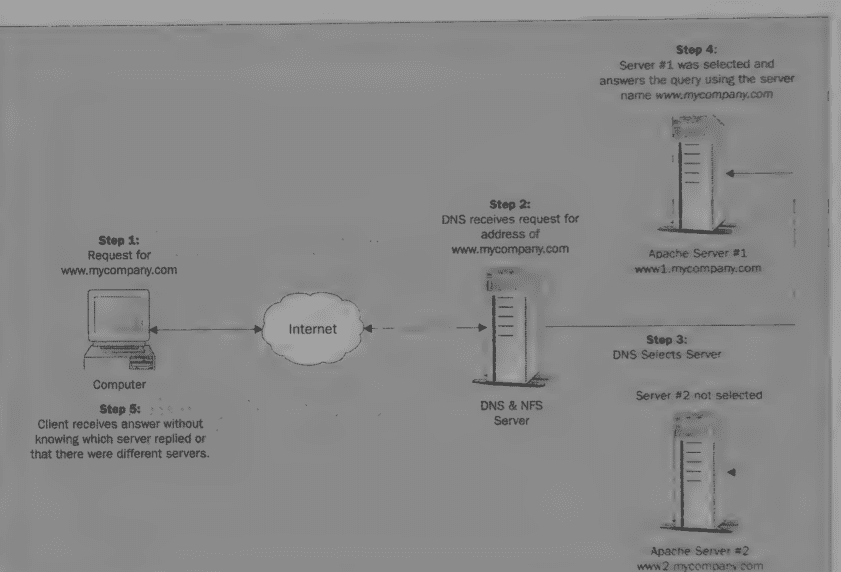 Step 1:
Request for
www.mycompany.com
Computer
Step 5:
Client receives answer without
knowing which server replied or
that there were different servers.
Internet
Step 2:
DNS receives request for
address of
www.mycompany.com
DNS & NFS
Server
Step 3:
DNS Selects Server
Step 4:
Server #1 was selected and
answers the query using the server
name www.mycompany.com
Apache Server #1
www1.mycompany.com
Server #2 not selected
Apache Server #2
www2.mycompany.com